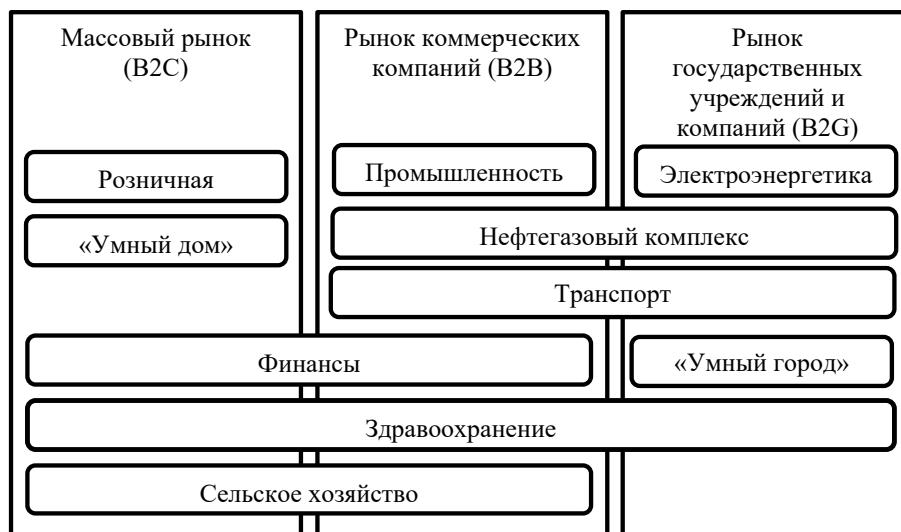 Массовый рынок
(B2C)
Рынок коммерческих
компаний (B2B)
Рынок
государственных
учреждений и
компаний (B2G)
Розничная
Промышленность
Электроэнергетика
«Умный дом»
Нефтегазовый комплекс
Транспорт
Финансы
«Умный город»
Здравоохранение
Сельское хозяйство